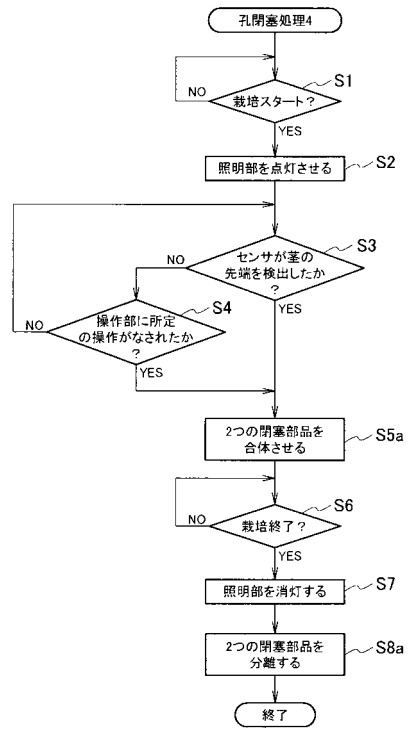 孔閉塞処理4
S1
栽培スタート?
NO
YES
S2
照明部を点灯させる
S3
センサが茎の
先端を検出したか
?
NO
YES
S4
操作部に所定
の操作がなされたか
?
NO
YES
S5a
2つの閉塞部品を
合体させる
S6
栽培終了?
NO
YES
S7
照明部を消灯する
S8a
2つの閉塞部品を
分離する
終了